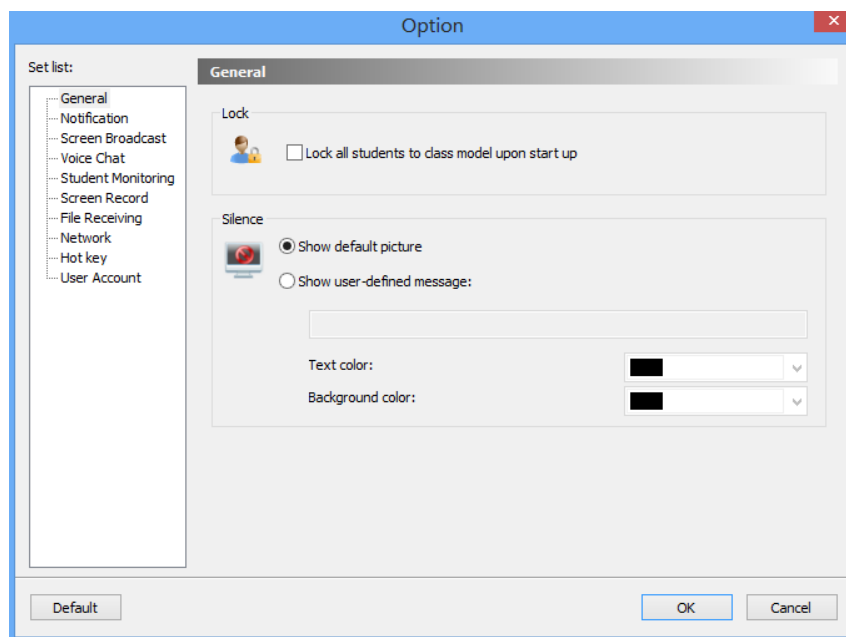 Option
Set list:
General
Notification
Screen Broadcast
Voice Chat
Student Monitoring
Screen Record
File Receiving
Network
Hot key
User Account
General
Lock
Lock all students to class model upon start up
Silence
Show default picture
Show user-defined message:
Text color:
Background color:
Default
OK
Cancel